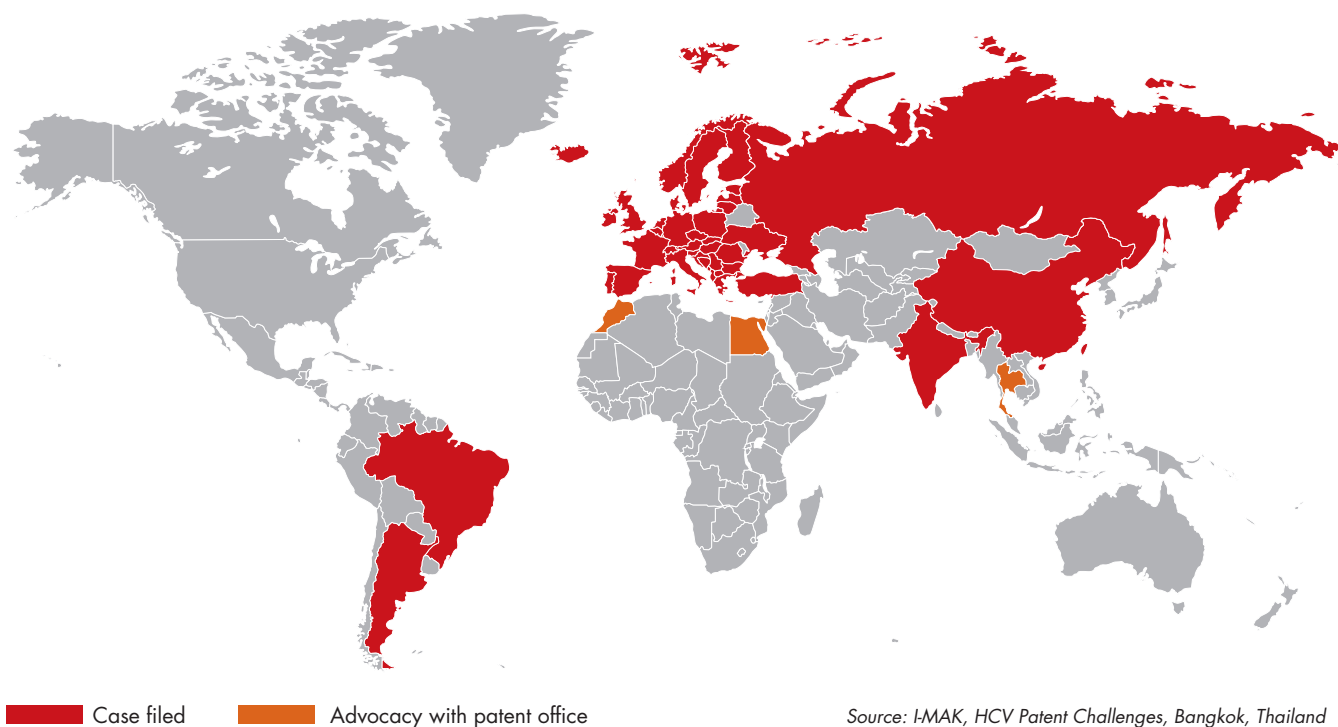 Case filed
Advocacy with patent office
Source: I-MAK, HCV Patent Challenges, Bangkok, Thailand